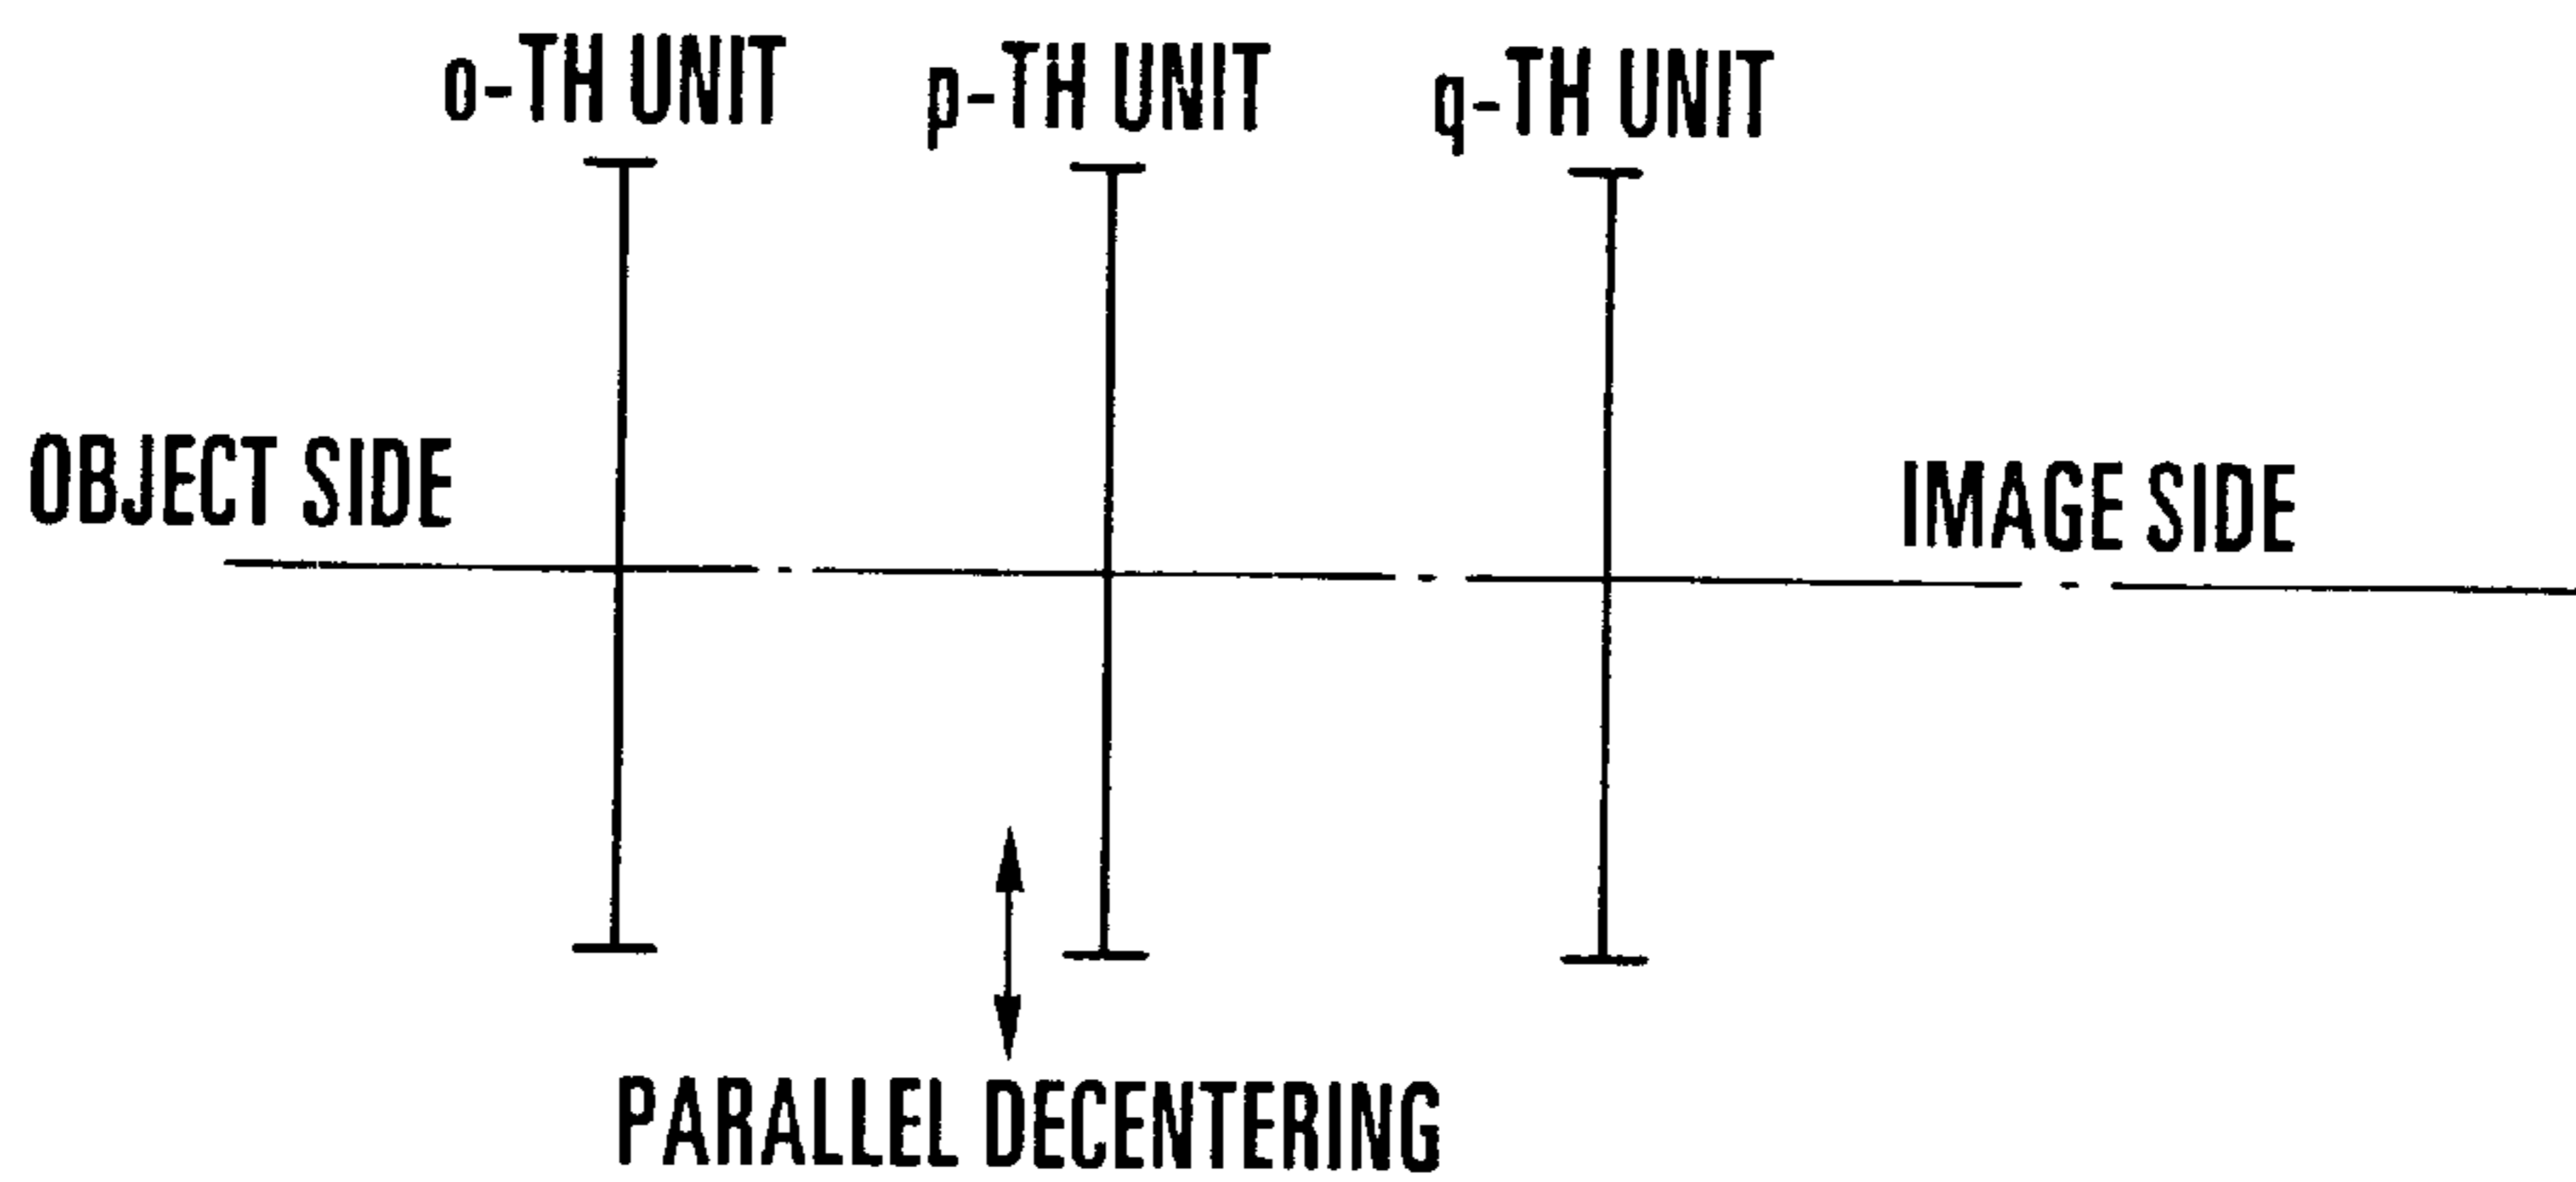 o-TH UNIT
p-TH UNIT
q-TH UNIT
OBJECT SIDE
IMAGE SIDE
PARALLEL DECENTERING